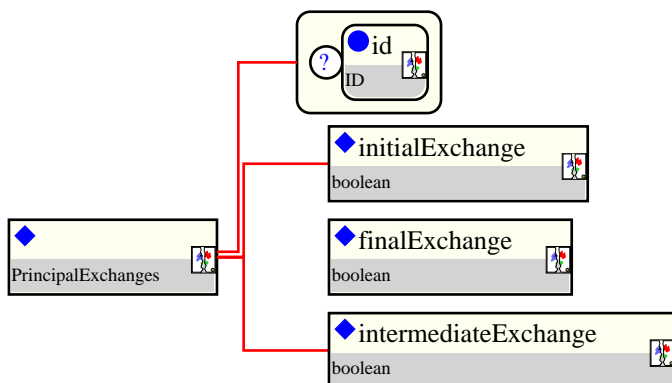 id
?
ID
initialExchange
boolean
PrincipalExchanges
finalExchange
boolean
intermediateExchange
boolean